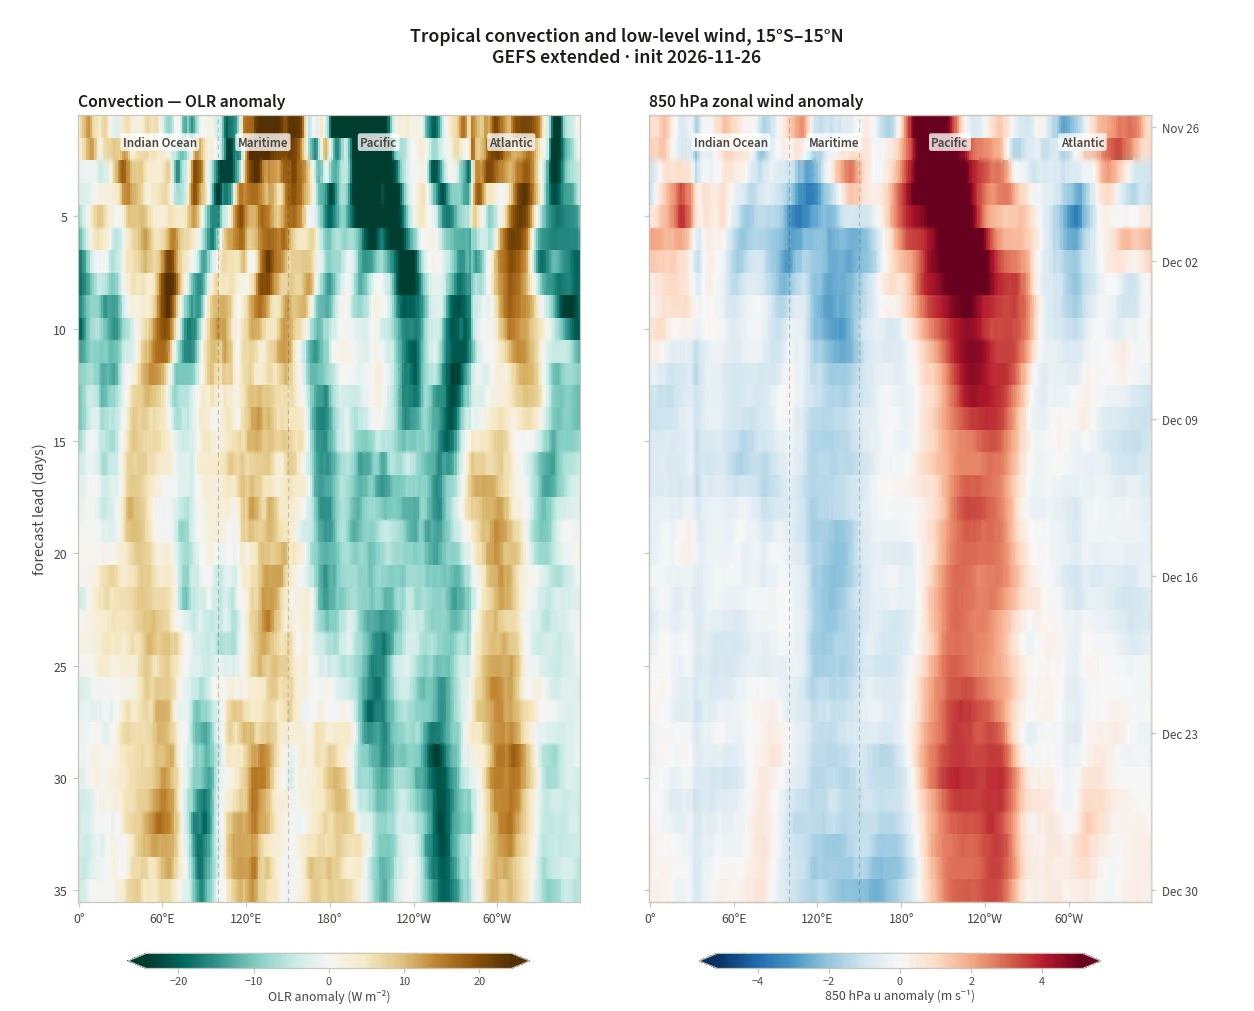 Tropical convection and low-level wind, 15°S–15°N
GEFS extended · init 2026-11-26
Convection — OLR anomaly
850 hPa zonal wind anomaly
Indian Ocean
Maritime
Pacific
Atlantic
Indian Ocean
Maritime
Pacific
Atlantic
forecast lead (days)
5
10
15
20
25
30
35
Nov 26
Dec 02
Dec 09
Dec 16
Dec 23
Dec 30
0°
60°E
120°E
180°
120°W
60°W
0°
60°E
120°E
180°
120°W
60°W
−20
−10
0
10
20
OLR anomaly (W m⁻²)
−4
−2
0
2
4
850 hPa u anomaly (m s⁻¹)